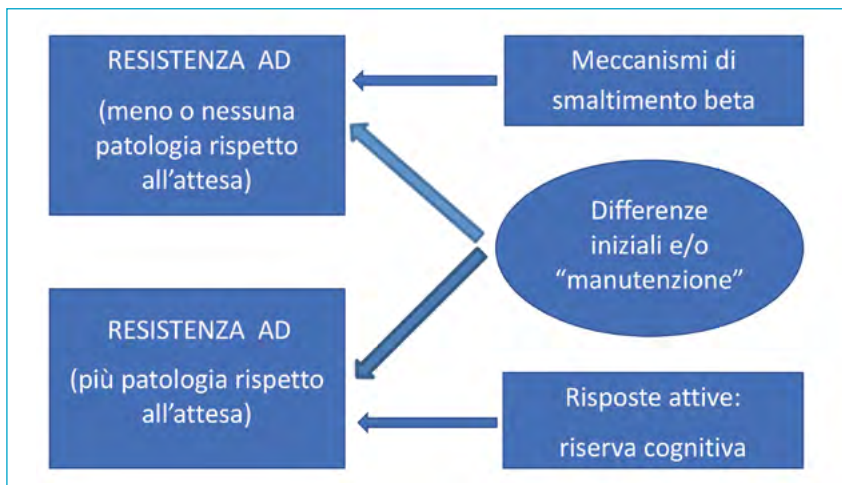 RESISTENZA AD
(meno o nessuna
patologia rispetto
all’attesa)
Meccanismi di
smaltimento beta
Differenze
iniziali e/o
“manutenzione”
RESISTENZA AD
(più patologia rispetto
all’attesa)
Risposte attive:
riserva cognitiva